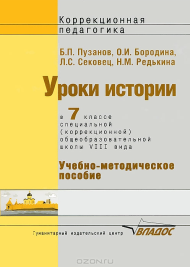 Коррекционная
педагогика
Б.П. Пузанов, О.И. Бородина,
Л.С. Сековец, Н.М. Редькина
Уроки истории
в 7 классе
специальной
(коррекционной)
общеобразовательной
школы VIII вида
Учебно-методическое
пособие
Гуманитарный издательский центр
ВЛАДОС